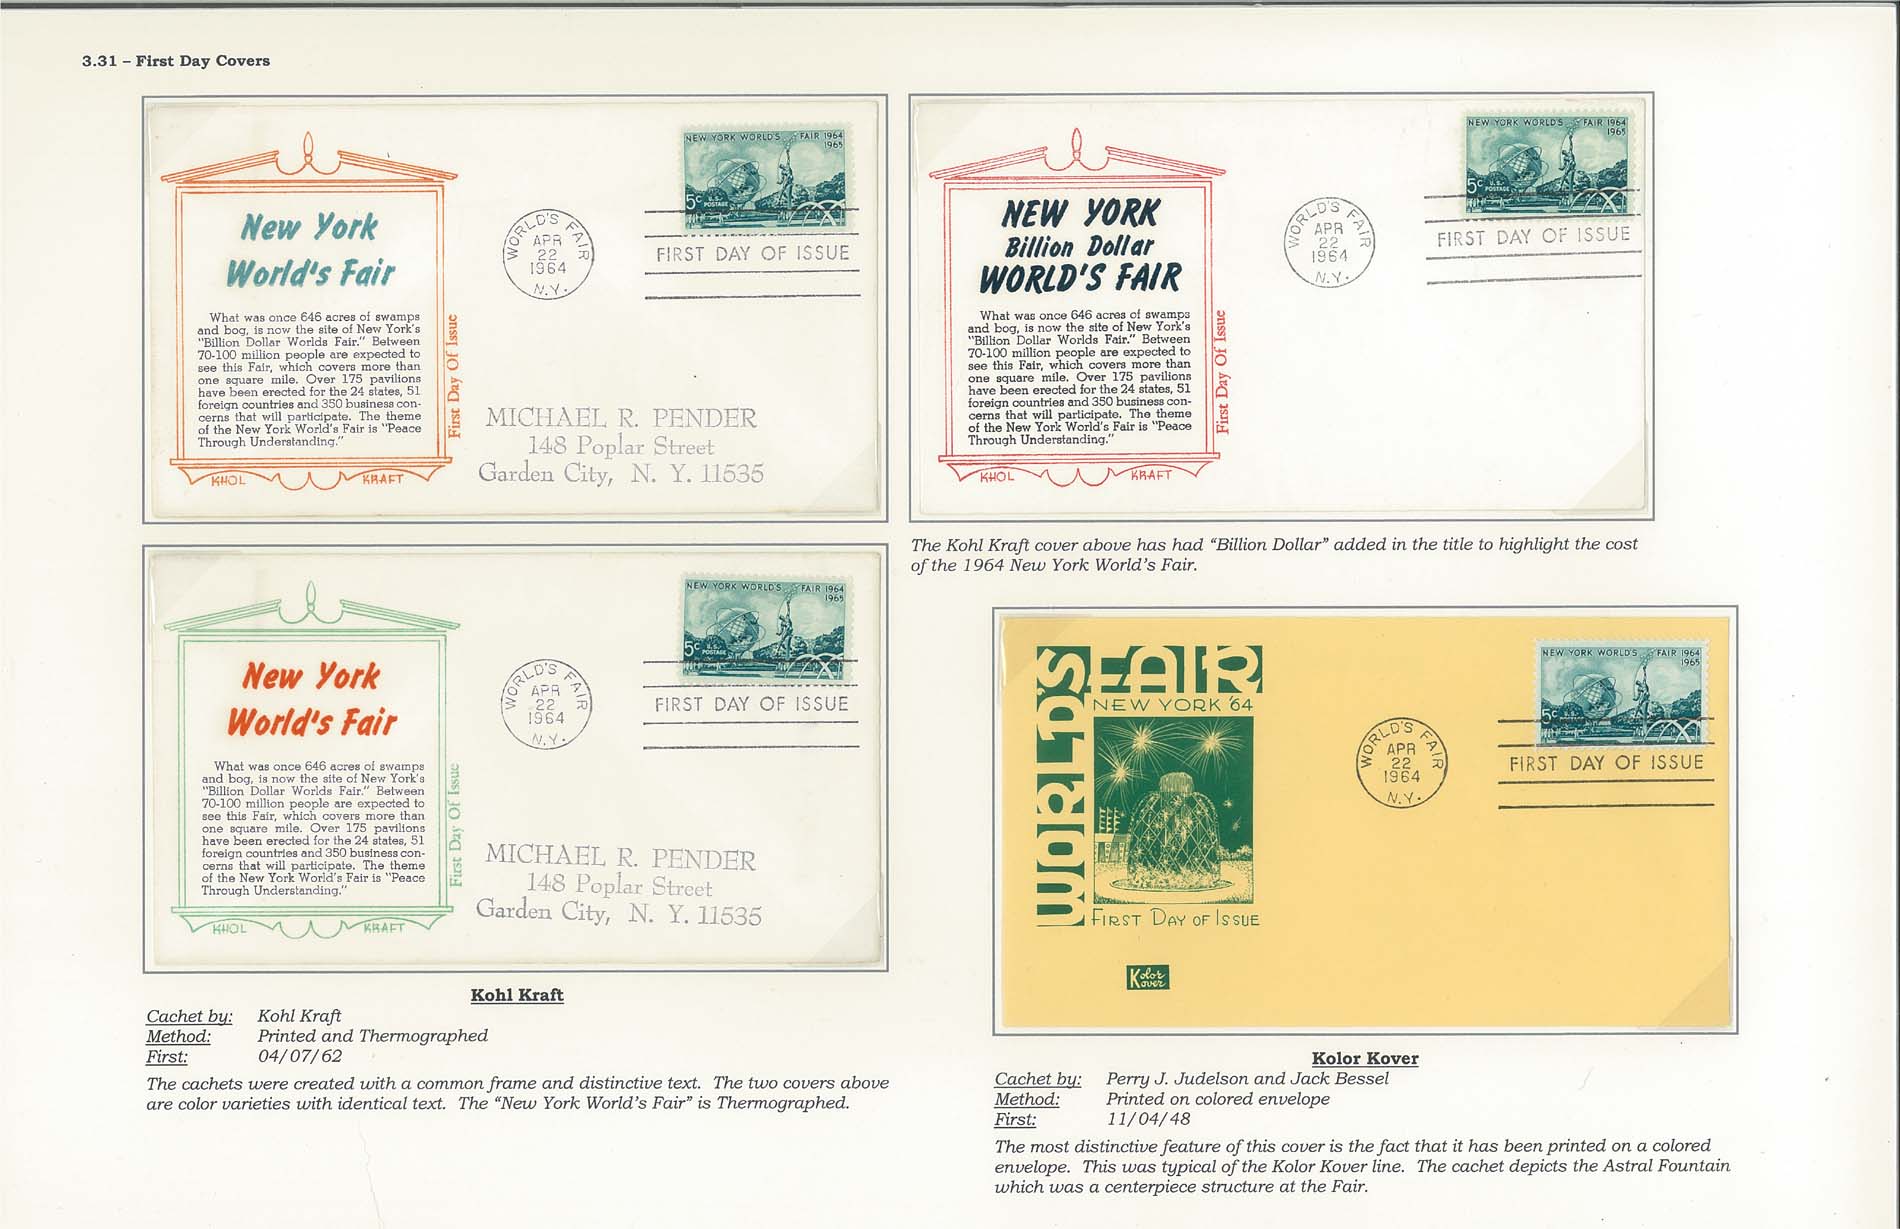 3.31 – First Day Covers
New York
World's Fair
What was once 646 acres of swamps
and bog, is now the site of New York's
"Billion Dollar Worlds Fair." Between
70-100 million people are expected to
see this Fair, which covers more than
one square mile. Over 175 pavilions
have been erected for the 24 states, 51
foreign countries and 350 business con-
cerns that will participate. The theme
of the New York World's Fair is "Peace
Through Understanding."
First Day Of Issue
KHOL KRAFT
WORLD'S FAIR
APR
22
1964
N.Y.
NEW YORK WORLD'S FAIR 1964
1965
5c U.S. POSTAGE
FIRST DAY OF ISSUE
MICHAEL R. PENDER
148 Poplar Street
Garden City, N. Y. 11535
NEW YORK
Billion Dollar
WORLD'S FAIR
What was once 646 acres of swamps
and bog, is now the site of New York's
"Billion Dollar Worlds Fair." Between
70-100 million people are expected to
see this Fair, which covers more than
one square mile. Over 175 pavilions
have been erected for the 24 states, 51
foreign countries and 350 business con-
cerns that will participate. The theme
of the New York World's Fair is "Peace
Through Understanding."
First Day Of Issue
KHOL KRAFT
WORLD'S FAIR
APR
22
1964
N.Y.
NEW YORK WORLD'S FAIR 1964
1965
5c U.S. POSTAGE
FIRST DAY OF ISSUE
The Kohl Kraft cover above has had "Billion Dollar" added in the title to highlight the cost
of the 1964 New York World's Fair.
New York
World's Fair
What was once 646 acres of swamps
and bog, is now the site of New York's
"Billion Dollar Worlds Fair." Between
70-100 million people are expected to
see this Fair, which covers more than
one square mile. Over 175 pavilions
have been erected for the 24 states, 51
foreign countries and 350 business con-
cerns that will participate. The theme
of the New York World's Fair is "Peace
Through Understanding."
First Day Of Issue
KHOL KRAFT
WORLD'S FAIR
APR
22
1964
N.Y.
NEW YORK WORLD'S FAIR 1964
1965
5c U.S. POSTAGE
FIRST DAY OF ISSUE
MICHAEL R. PENDER
148 Poplar Street
Garden City, N. Y. 11535
Kohl Kraft
Cachet by: Kohl Kraft
Method: Printed and Thermographed
First: 04/07/62
The cachets were created with a common frame and distinctive text. The two covers above
are color varieties with identical text. The "New York World's Fair" is Thermographed.
WORLD'S FAIR
NEW YORK '64
FIRST DAY OF ISSUE
Kolor Kover
WORLD'S FAIR
APR
22
1964
N.Y.
NEW YORK WORLD'S FAIR 1964
1965
5c U.S. POSTAGE
FIRST DAY OF ISSUE
Kolor Kover
Cachet by: Perry J. Judelson and Jack Bessel
Method: Printed on colored envelope
First: 11/04/48
The most distinctive feature of this cover is the fact that it has been printed on a colored
envelope. This was typical of the Kolor Kover line. The cachet depicts the Astral Fountain
which was a centerpiece structure at the Fair.